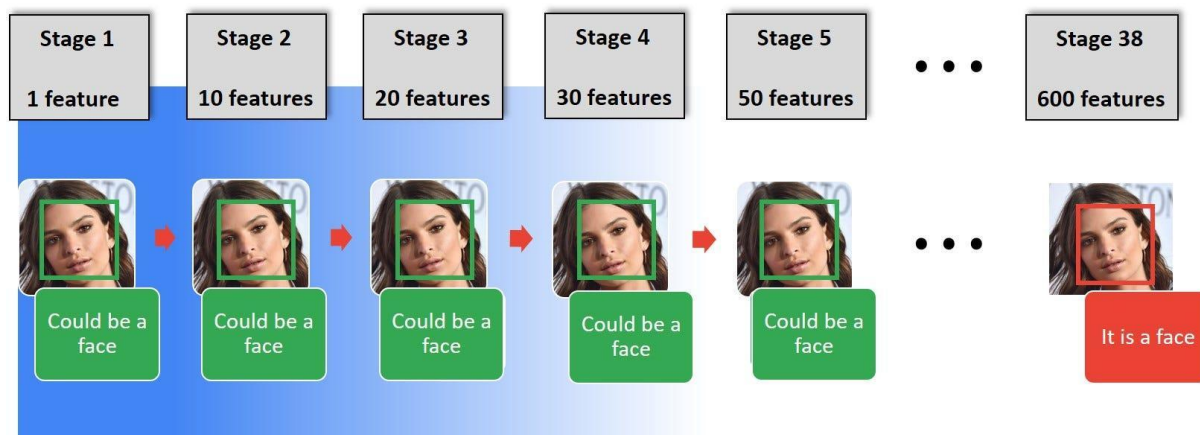 Stage 1
1 feature
Stage 2
10 features
Stage 3
20 features
Stage 4
30 features
Stage 5
50 features
Stage 38
600 features
Could be a
face
Could be a
face
Could be a
face
Could be a
face
Could be a
face
It is a face